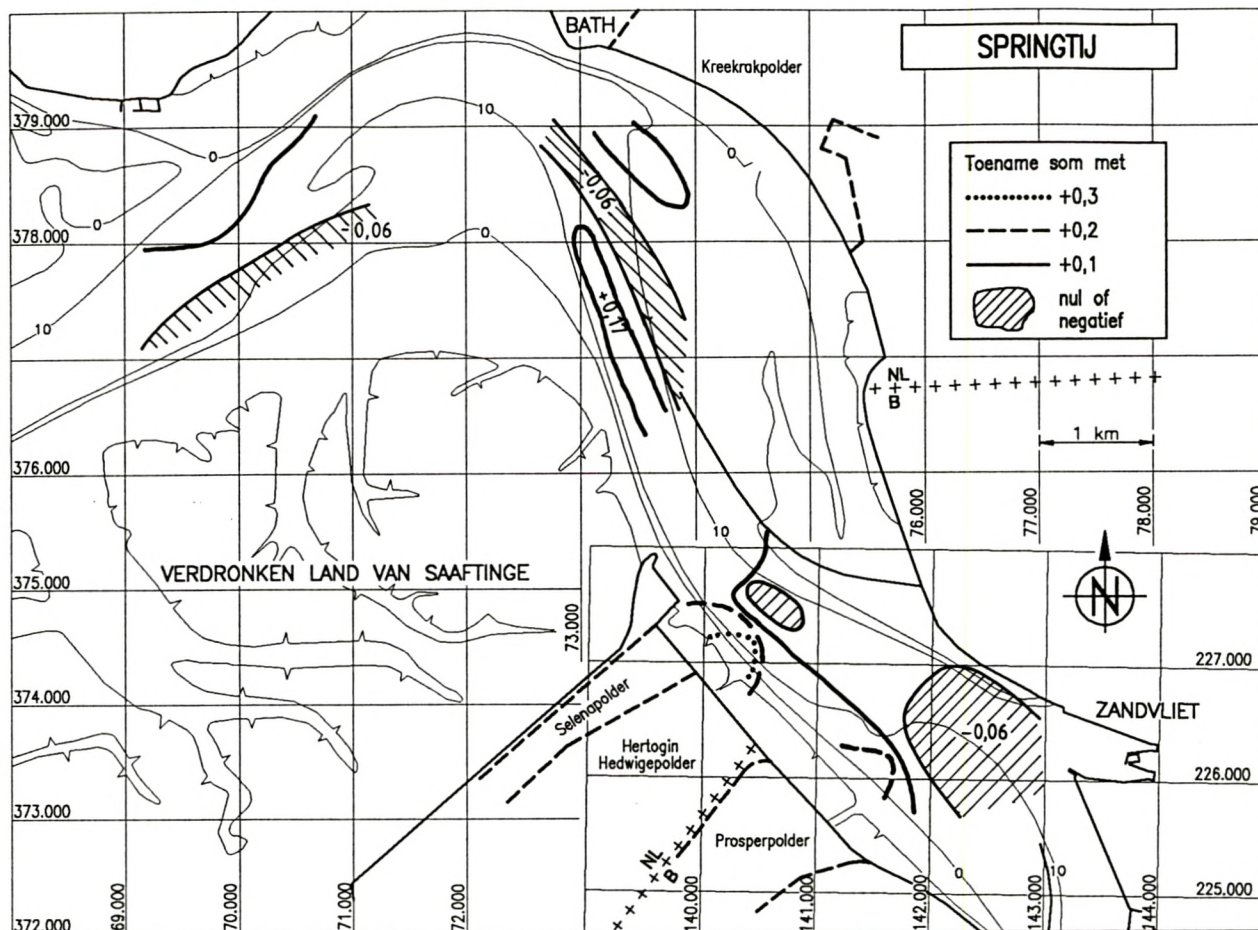 BATH
Kreekrakpolder
SPRINGTIJ
379.000
10
0
0
Toename som met
+0,3
+0,2
+0,1
nul of
negatief
-0,06
0
378.000
-0,06
0
+0,17
10
NL
B
1 km
376.000
76.000
77.000
78.000
79.000
10
375.000
VERDRONKEN LAND VAN SAAFTINGE
N
73.000
227.000
374.000
Selenapolder
ZANDVLIET
-0,06
Hertogin
Hedwigepolder
226.000
373.000
Prosperpolder
NL
B
0
10
225.000
372.000
69.000
70.000
71.000
72.000
140.000
141.000
142.000
143.000
144.000